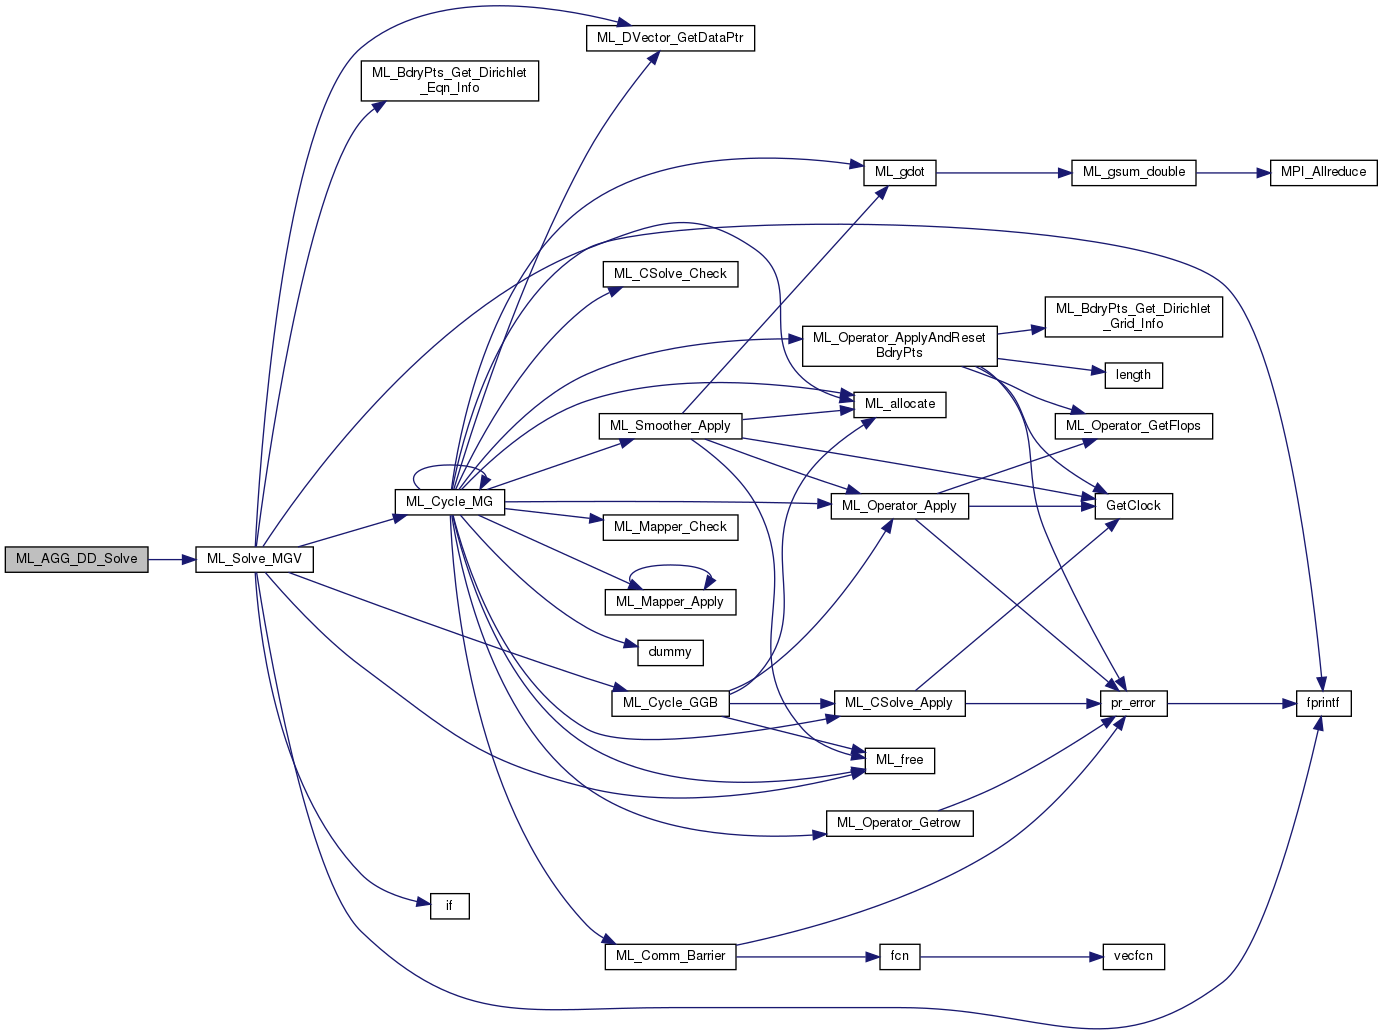 ML_DVector_GetDataPtr
ML_BdryPts_Get_Dirichlet
_Eqn_Info
ML_gdot
ML_gsum_double
MPI_Allreduce
ML_CSolve_Check
ML_BdryPts_Get_Dirichlet
_Grid_Info
ML_Operator_ApplyAndReset
BdryPts
length
ML_allocate
ML_Smoother_Apply
ML_Operator_GetFlops
ML_Cycle_MG
ML_Operator_Apply
GetClock
ML_Mapper_Check
ML_AGG_DD_Solve
ML_Solve_MGV
ML_Mapper_Apply
dummy
ML_Cycle_GGB
ML_CSolve_Apply
pr_error
fprintf
ML_free
ML_Operator_Getrow
if
ML_Comm_Barrier
fcn
vecfcn